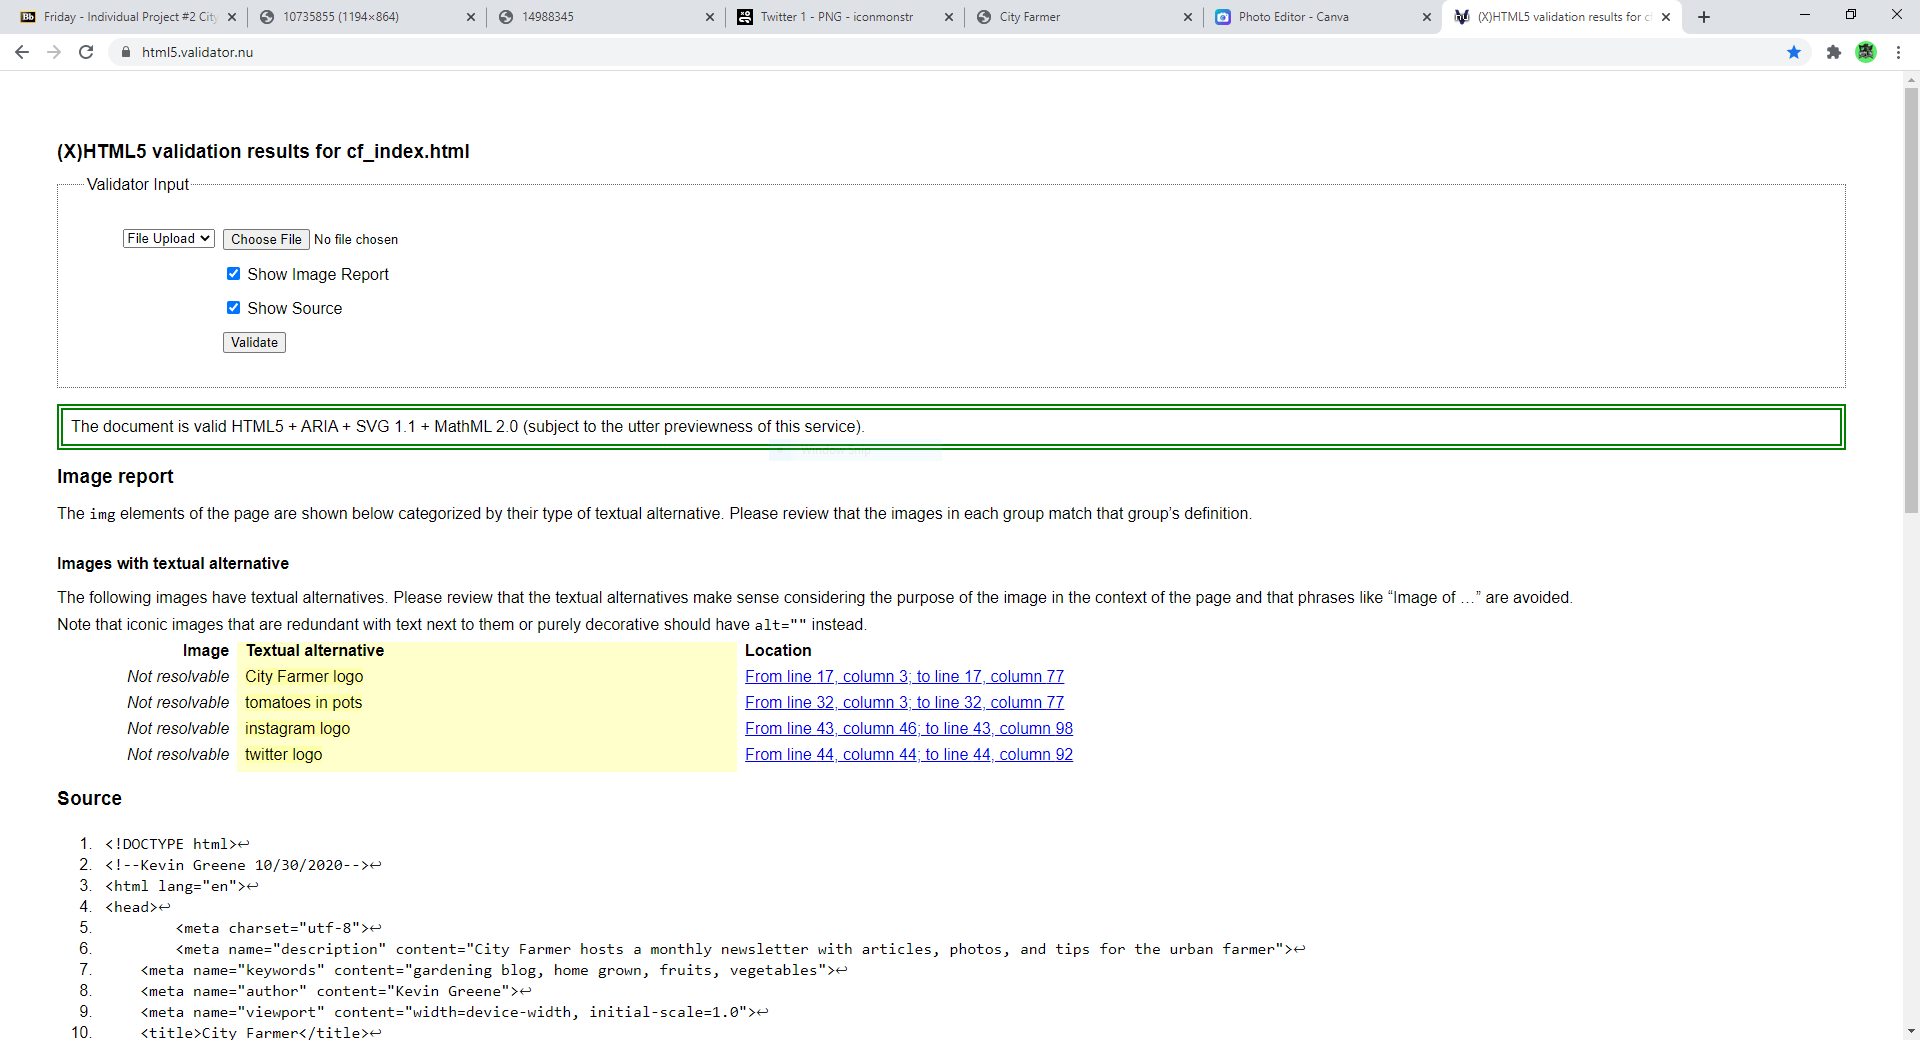 Friday - Individual Project #2 City
10735855 (1194×864)
14988345
Twitter 1 - PNG - iconmonstr
City Farmer
Photo Editor - Canva
(X)HTML5 validation results for c
html5.validator.nu
(X)HTML5 validation results for cf_index.html
Validator Input
File Upload Choose File No file chosen
Show Image Report
Show Source
Validate
The document is valid HTML5 + ARIA + SVG 1.1 + MathML 2.0 (subject to the utter previewness of this service).
Image report
The img elements of the page are shown below categorized by their type of textual alternative. Please review that the images in each group match that group’s definition.
Images with textual alternative
The following images have textual alternatives. Please review that the textual alternatives make sense considering the purpose of the image in the context of the page and that phrases like “Image of …” are avoided.
Note that iconic images that are redundant with text next to them or purely decorative should have alt="" instead.
Image Textual alternative Location
Not resolvable City Farmer logo From line 17, column 3; to line 17, column 77
Not resolvable tomatoes in pots From line 32, column 3; to line 32, column 77
Not resolvable instagram logo From line 43, column 46; to line 43, column 98
Not resolvable twitter logo From line 44, column 44; to line 44, column 92
Source
1. <!DOCTYPE html>↩
2. <!--Kevin Greene 10/30/2020-->↩
3. <html lang="en">↩
4. <head>↩
5. <meta charset="utf-8">↩
6. <meta name="description" content="City Farmer hosts a monthly newsletter with articles, photos, and tips for the urban farmer">↩
7. <meta name="keywords" content="gardening blog, home grown, fruits, vegetables">↩
8. <meta name="author" content="Kevin Greene">↩
9. <meta name="viewport" content="width=device-width, initial-scale=1.0">↩
10. <title>City Farmer</title>↩